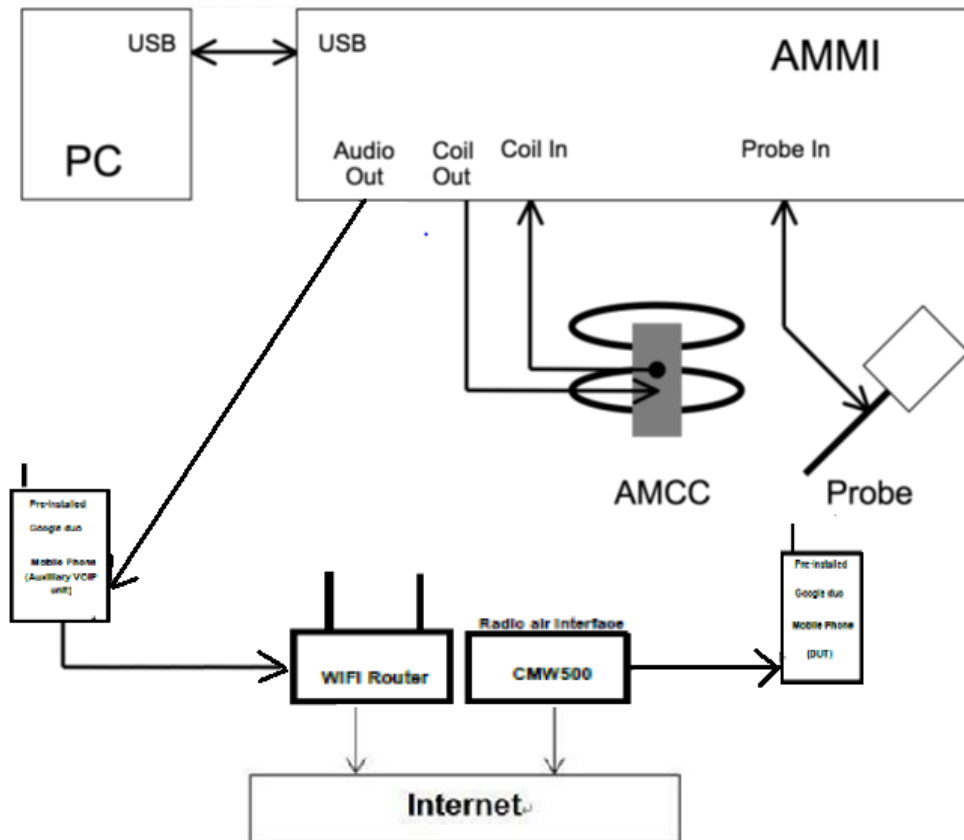 USB
USB
AMMI
PC
Audio
Out
Coil
Out
Coil In
Probe In
AMCC
Probe
Pre-installed
Google duo
Mobile Phone
(Auxiliary VOIP
unit)
Pre-installed
Google duo
Mobile Phone
(DUT)
Radio air Interface
WIFI Router
CMW500
Internet